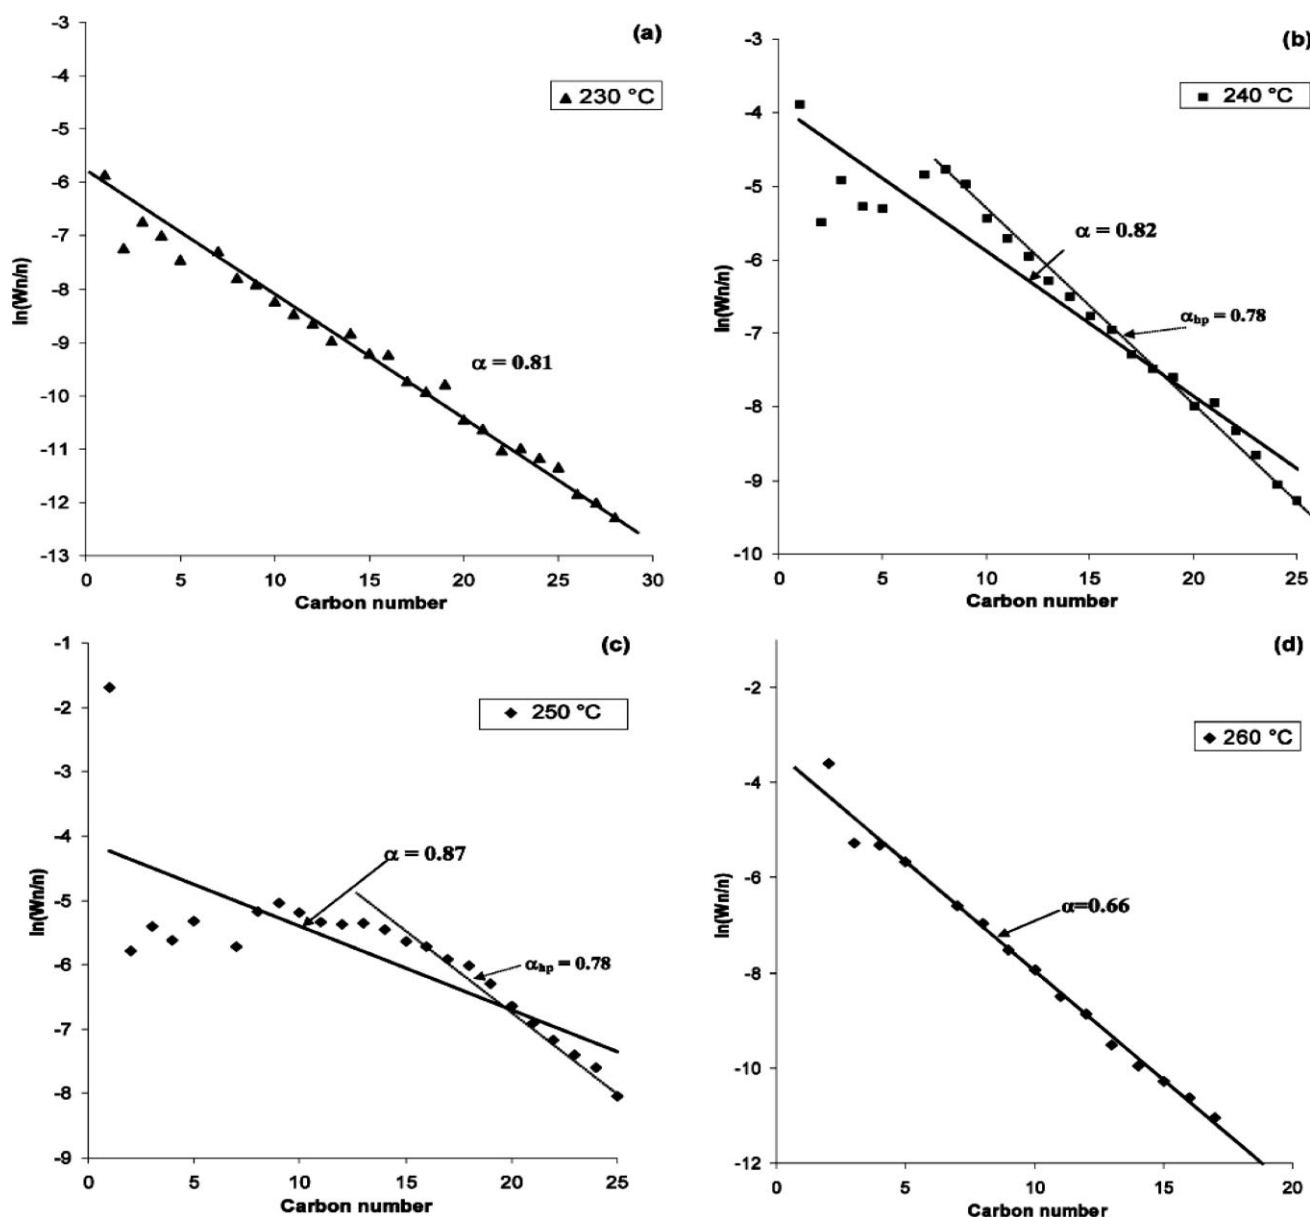 (a)
▲ 230 °C
-3
-4
-5
-6
-7
-8
-9
-10
-11
-12
-13
ln(Wn/n)
α = 0.81
0 5 10 15 20 25 30
Carbon number
(b)
■ 240 °C
-3
-4
-5
-6
-7
-8
-9
-10
ln(Wn/n)
α = 0.82
αhp = 0.78
0 5 10 15 20 25
Carbon number
(c)
◆ 250 °C
-1
-2
-3
-4
-5
-6
-7
-8
-9
ln(Wn/n)
α = 0.87
αhp = 0.78
0 5 10 15 20 25
Carbon number
(d)
◆ 260 °C
-2
-4
-6
-8
-10
-12
ln(Wn/n)
α=0.66
0 5 10 15 20
Carbon number